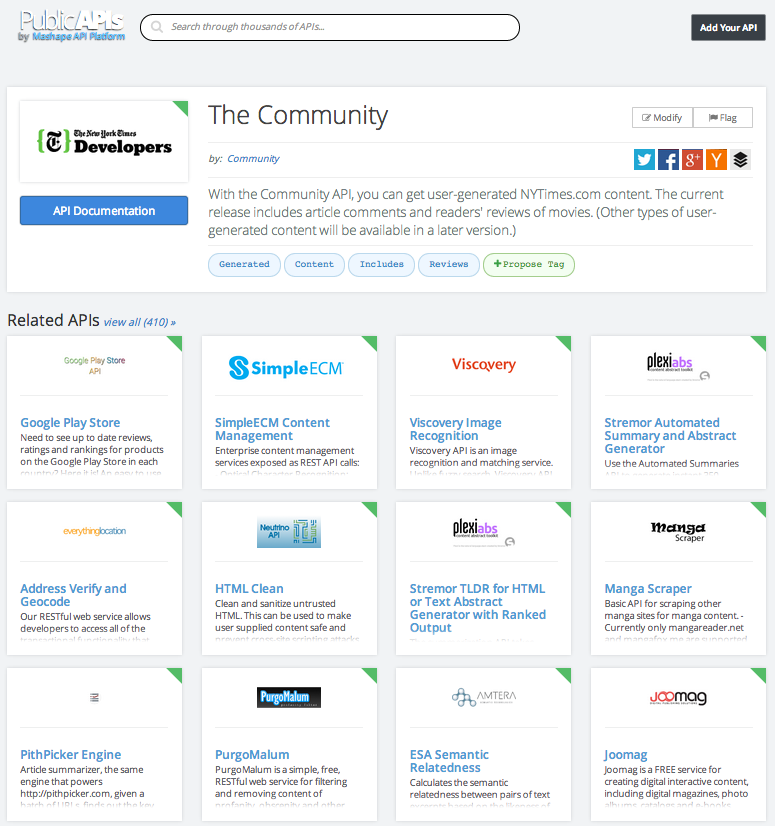 PublicAPIs
by Mashape API Platform
Search through thousands of APIs...
Add Your API
The New York Times
Developers
API Documentation
The Community
Modify
Flag
by: Community
With the Community API, you can get user-generated NYTimes.com content. The current
release includes article comments and readers' reviews of movies. (Other types of user-
generated content will be available in a later version.)
Generated
Content
Includes
Reviews
Propose Tag
Related APIs view all (410) »
Google Play Store
API
Google Play Store
Need to see up to date reviews,
ratings and rankings for products
on the Google Play Store in each
country? Here it is! An easy to use
SimpleECM
SimpleECM Content
Management
Enterprise content management
services exposed as REST API calls:
- Optical Character Recognition;
Viscovery
Viscovery Image
Recognition
Viscovery API is an image
recognition and matching service.
plexiabs
content abstract toolkit
Stremor Automated
Summary and Abstract
Generator
Use the Automated Summaries
everythinglocation
Address Verify and
Geocode
Our RESTful web service allows
developers to access all of the
transactional functionality that
Neutrino
API
HTML Clean
Clean and sanitize untrusted
HTML. This can be used to make
user supplied content safe and
prevent cross site scripting attacks
plexiabs
content abstract toolkit
Stremor TLDR for HTML
or Text Abstract
Generator with Ranked
Output
Manga
Scraper
Manga Scraper
Basic API for scraping other
manga sites for manga content. -
Currently only mangareader.net
and mangafox.me are supported
PithPicker Engine
Article summarizer, the same
engine that powers
http://pithpicker.com, given a
batch of URLs, finds out the key
PurgoMalum
PurgoMalum
PurgoMalum is a simple, free,
RESTful web service for filtering
and removing content of
profanity, obscenity and other
AMTERA
ESA Semantic
Relatedness
Calculates the semantic
relatedness between pairs of text
excerpts based on the likeness of
JOOMAG
Joomag
Joomag is a FREE service for
creating digital interactive content,
including digital magazines, photo
albums, catalogs and e-books